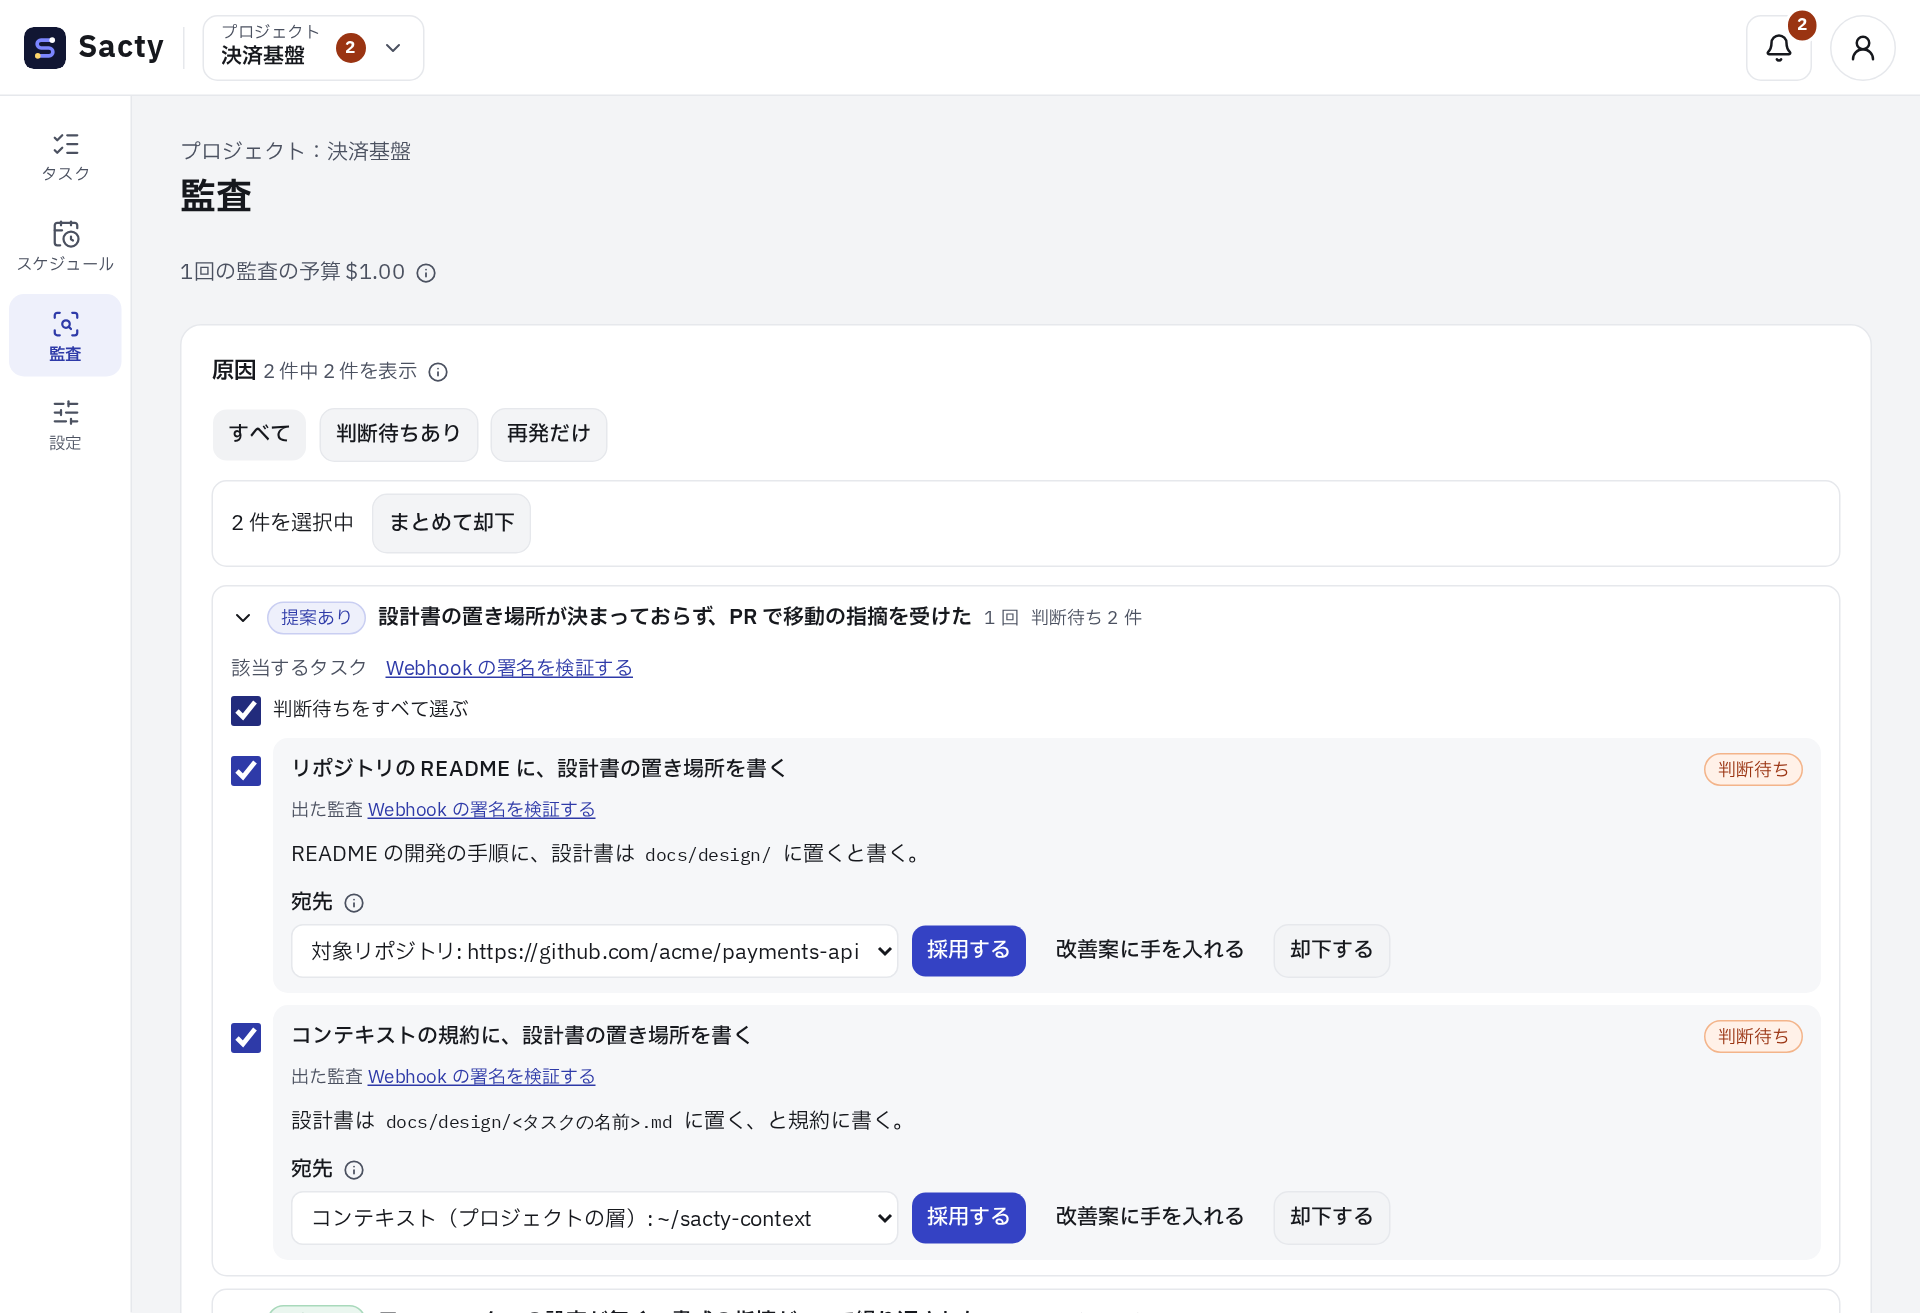 Sacty
プロジェクト
決済基盤
2
2
タスク
スケジュール
監査
設定
プロジェクト：決済基盤
監査
1回の監査の予算 $1.00
原因 2 件中 2 件を表示
すべて 判断待ちあり 再発だけ
2 件を選択中 まとめて却下
提案あり 設計書の置き場所が決まっておらず、PR で移動の指摘を受けた 1 回 判断待ち 2 件
該当するタスク Webhook の署名を検証する
判断待ちをすべて選ぶ
リポジトリの README に、設計書の置き場所を書く 判断待ち
出た監査 Webhook の署名を検証する
README の開発の手順に、設計書は docs/design/ に置くと書く。
宛先
対象リポジトリ: https://github.com/acme/payments-api 採用する 改善案に手を入れる 却下する
コンテキストの規約に、設計書の置き場所を書く 判断待ち
出た監査 Webhook の署名を検証する
設計書は docs/design/<タスクの名前>.md に置く、と規約に書く。
宛先
コンテキスト（プロジェクトの層）: ~/sacty-context 採用する 改善案に手を入れる 却下する